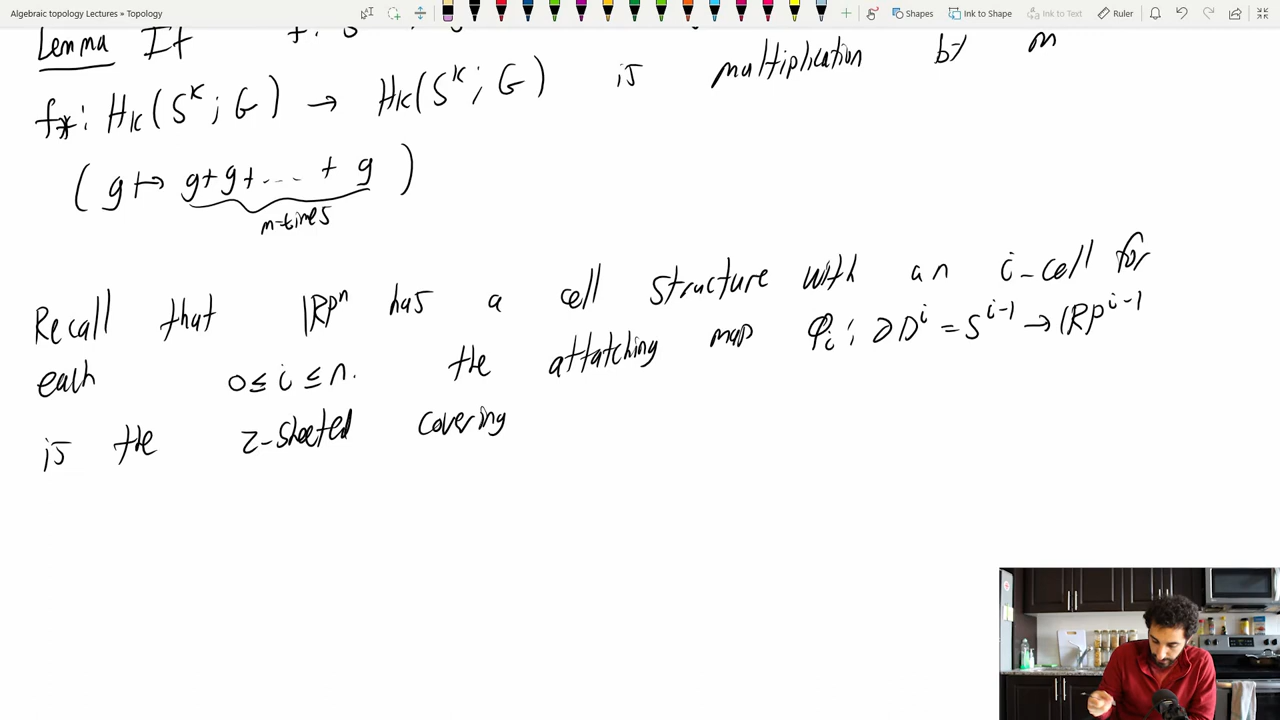 Algebraic topology Lectures » Topology
Shapes
Ink to Shape
Ink to Text
Ruler
Lemma If
f∗: Hk(S^k; G) → Hk(S^k; G) is multiplication by m
(g ↦ g+g+....+g)
m-times
Recall that RP^n has a cell structure with an i-cell for
each 0≤i≤n. the attatching map φ_i: ∂D^i = S^{i-1} → RP^{i-1}
is the 2-sheeted covering